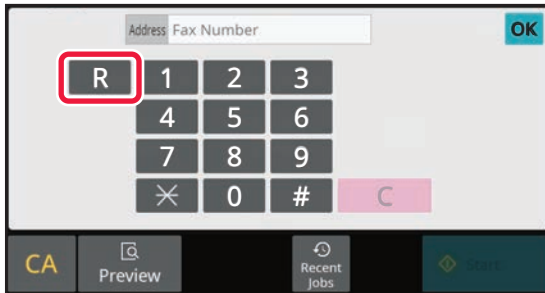 Address Fax Number OK
R 1 2 3
4 5 6
7 8 9
* 0 # C
CA Preview Recent Jobs Start